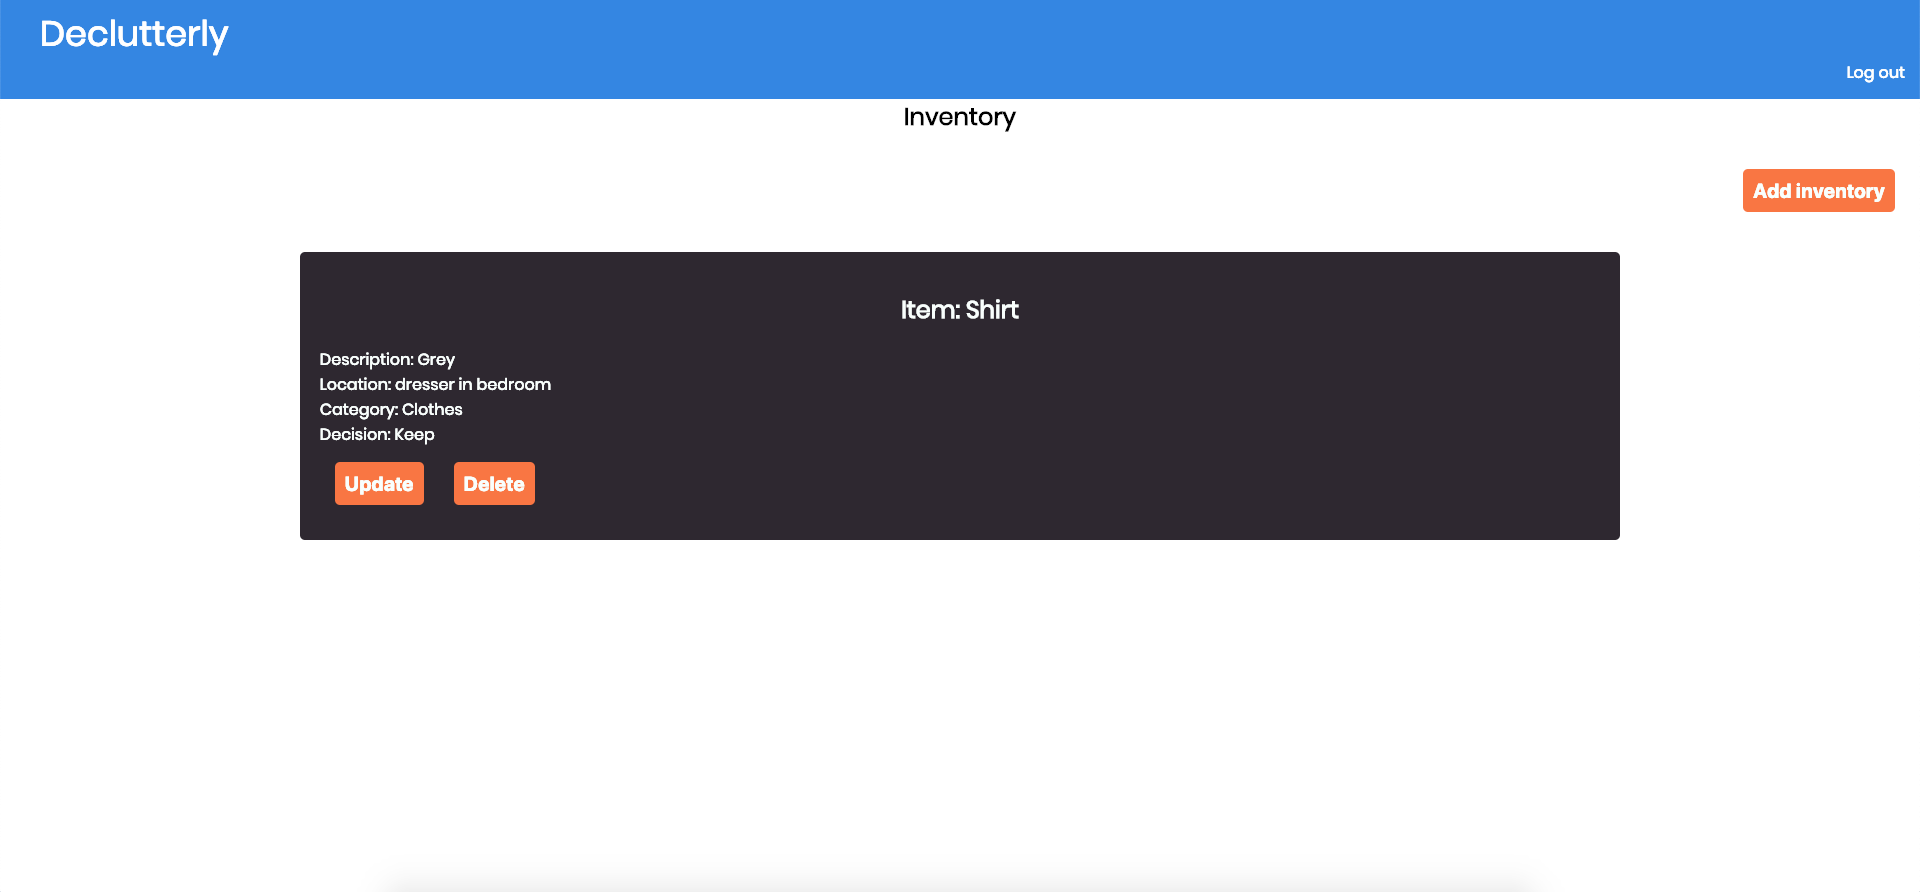 Declutterly
Log out
Inventory
Add inventory
Item: Shirt
Description: Grey
Location: dresser in bedroom
Category: Clothes
Decision: Keep
Update Delete